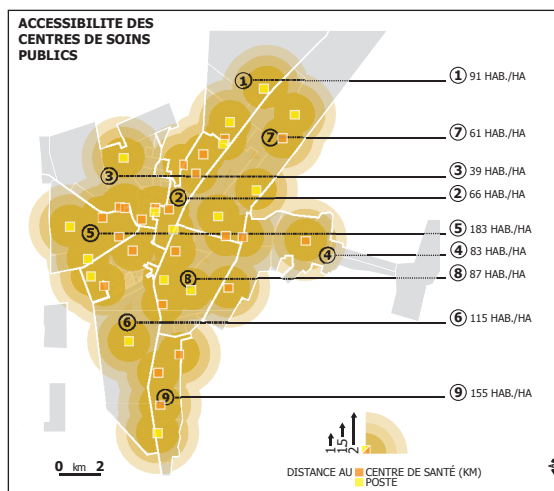 ACCESSIBILITE DES
CENTRES DE SOINS
PUBLICS
1 91 HAB./HA
7 61 HAB./HA
3 39 HAB./HA
2 66 HAB./HA
5 183 HAB./HA
4 83 HAB./HA
8 87 HAB./HA
6 115 HAB./HA
9 155 HAB./HA
1
7
3
2
5
4
8
6
9
1 1.5 2
0 km 2
DISTANCE AU CENTRE DE SANTÉ (KM)
POSTE